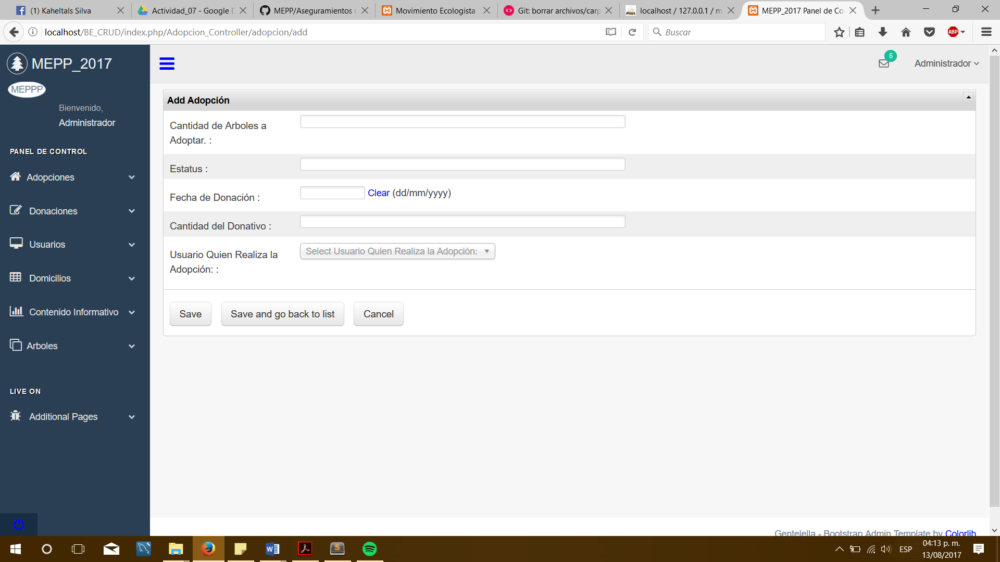 (1) Kaheltals Silva
Actividad_07 - Google D
MEPP/Aseguramientos
Movimiento Ecologista
Git: borrar archivos/carp
localhost / 127.0.0.1 / m
MEPP_2017 Panel de Co
localhost/BE_CRUD/index.php/Adopcion_Controller/adopcion/add
Buscar
ABP
MEPP_2017
6
Administrador
MEPPP
Bienvenido,
Administrador
PANEL DE CONTROL
Adopciones
Donaciones
Usuarios
Domicilios
Contenido Informativo
Arboles
LIVE ON
Additional Pages
Add Adopción
Cantidad de Arboles a
Adoptar. :
Estatus :
Fecha de Donación :
Clear (dd/mm/yyyy)
Cantidad del Donativo :
Usuario Quien Realiza la
Adopción: :
Select Usuario Quien Realiza la Adopción:
Save
Save and go back to list
Cancel
Gentelella - Bootstrap Admin Template by Colorlib
ESP
04:13 p. m.
13/08/2017